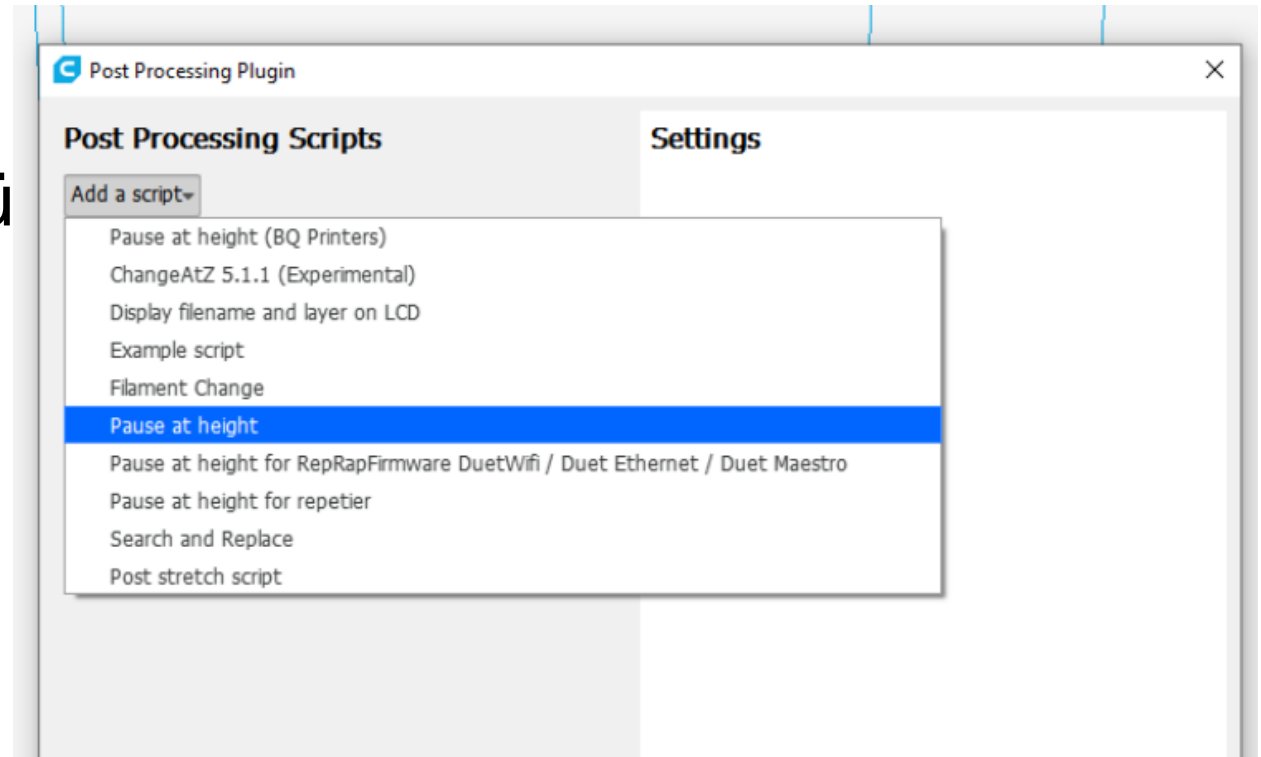 Post Processing Plugin
Post Processing Scripts
Settings
Add a script
Pause at height (BQ Printers)
ChangeAtZ 5.1.1 (Experimental)
Display filename and layer on LCD
Example script
Filament Change
Pause at height
Pause at height for RepRapFirmware DuetWifi / Duet Ethernet / Duet Maestro
Pause at height for repetier
Search and Replace
Post stretch script